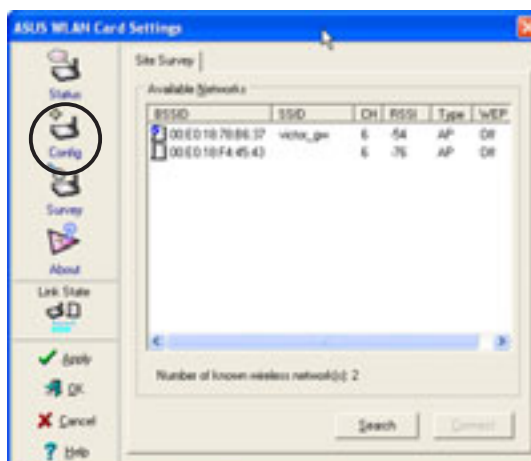 ASUS WLAN Card Settings
Status
Config
Survey
About
Link State
Apply
OK
Cancel
Help
Site Survey
Available Networks
BSSID SSID CH RSSI Type WEP
00:E0:18:78:B6:37 victor_gw 6 -54 AP Off
00:E0:18:F4:45:43 6 -76 AP Off
Number of known wireless network(s): 2
Search Connect